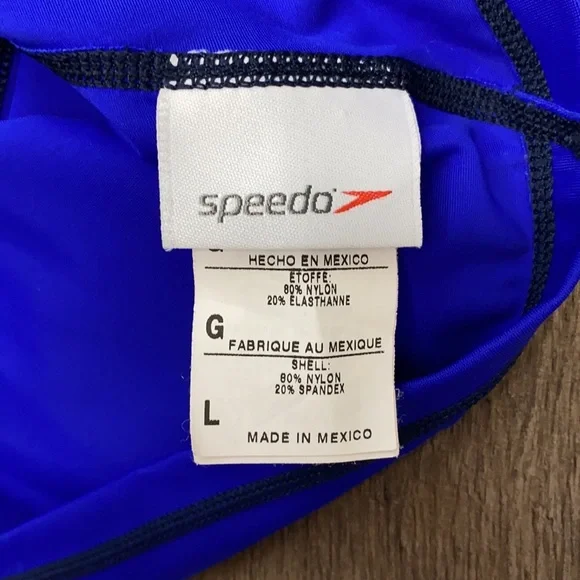 speedo
HECHO EN MEXICO
ETOFFE:
80% NYLON
20% ELASTHANNE
G
FABRIQUE AU MEXIQUE
SHELL:
80% NYLON
20% SPANDEX
L
MADE IN MEXICO